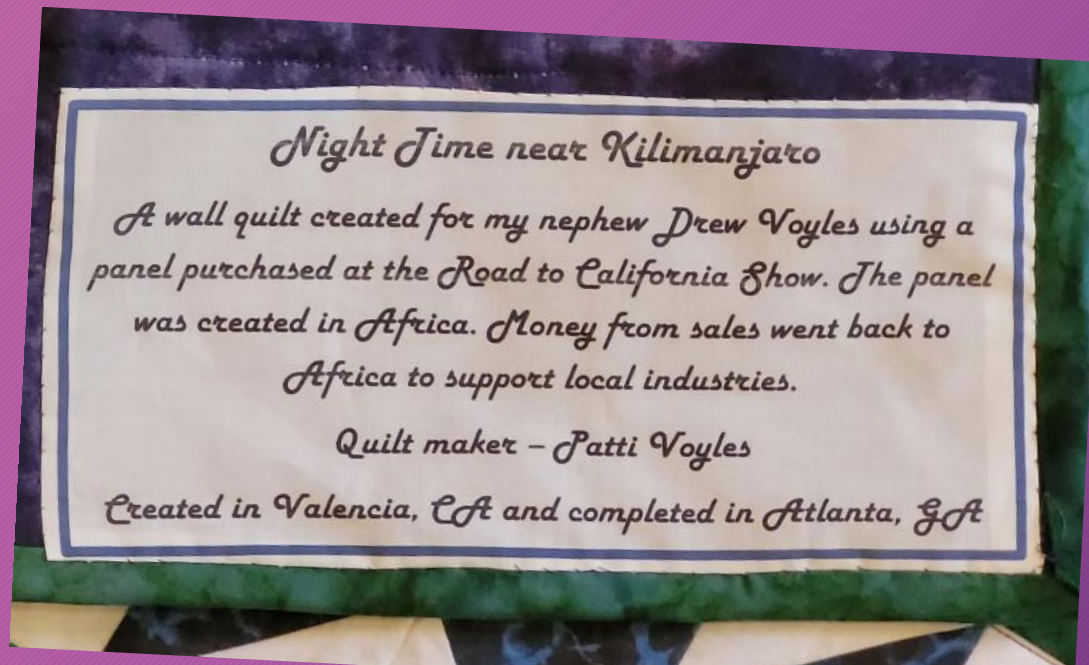 Night Time near Kilimanjaro
A wall quilt created for my nephew Drew Voyles using a
panel purchased at the Road to California Show. The panel
was created in Africa. Money from sales went back to
Africa to support local industries.
Quilt maker – Patti Voyles
Created in Valencia, CA and completed in Atlanta, GA